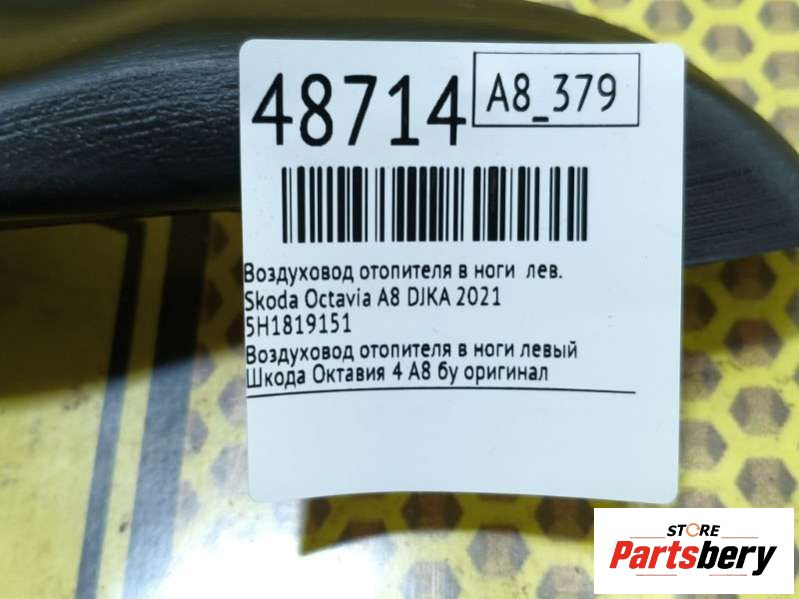 48714
A8_379
Воздуховод отопителя в ноги лев.
Skoda Octavia A8 DJKA 2021
5H1819151
Воздуховод отопителя в ноги левый
Шкода Октавия 4 А8 бу оригинал
STORE
Partsbery